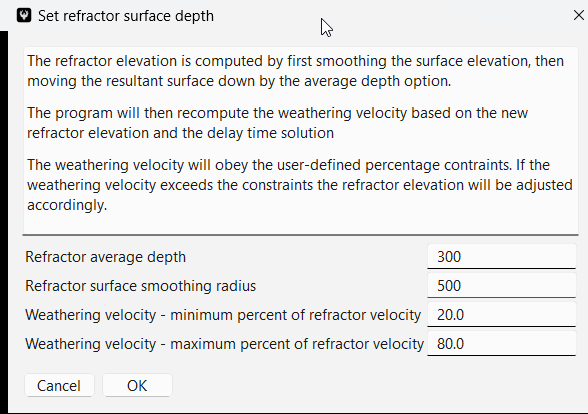 Set refractor surface depth
The refractor elevation is computed by first smoothing the surface elevation, then
moving the resultant surface down by the average depth option.
The program will then recompute the weathering velocity based on the new
refractor elevation and the delay time solution
The weathering velocity will obey the user-defined percentage contraints. If the
weathering velocity exceeds the constraints the refractor elevation will be adjusted
accordingly.
Refractor average depth 300
Refractor surface smoothing radius 500
Weathering velocity - minimum percent of refractor velocity 20.0
Weathering velocity - maximum percent of refractor velocity 80.0
Cancel OK